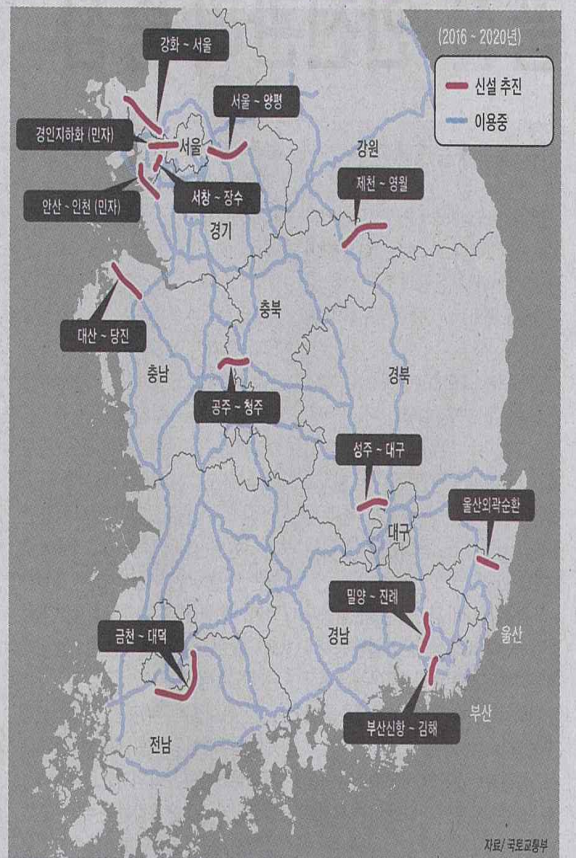 강화 ~ 서울
(2016 ~ 2020년)
신설 추진
이용중
서울 ~ 양평
경인지하화 (민자)
서울
강원
안산 ~ 인천 (민자)
서창 ~ 장수
제천 ~ 영월
경기
충북
대산 ~ 당진
충남
경북
공주 ~ 청주
성주 ~ 대구
울산외곽순환
대구
밀양 ~ 진례
금천 ~ 대덕
경남
울산
부산
부산신항 ~ 김해
전남
자료/ 국토교통부